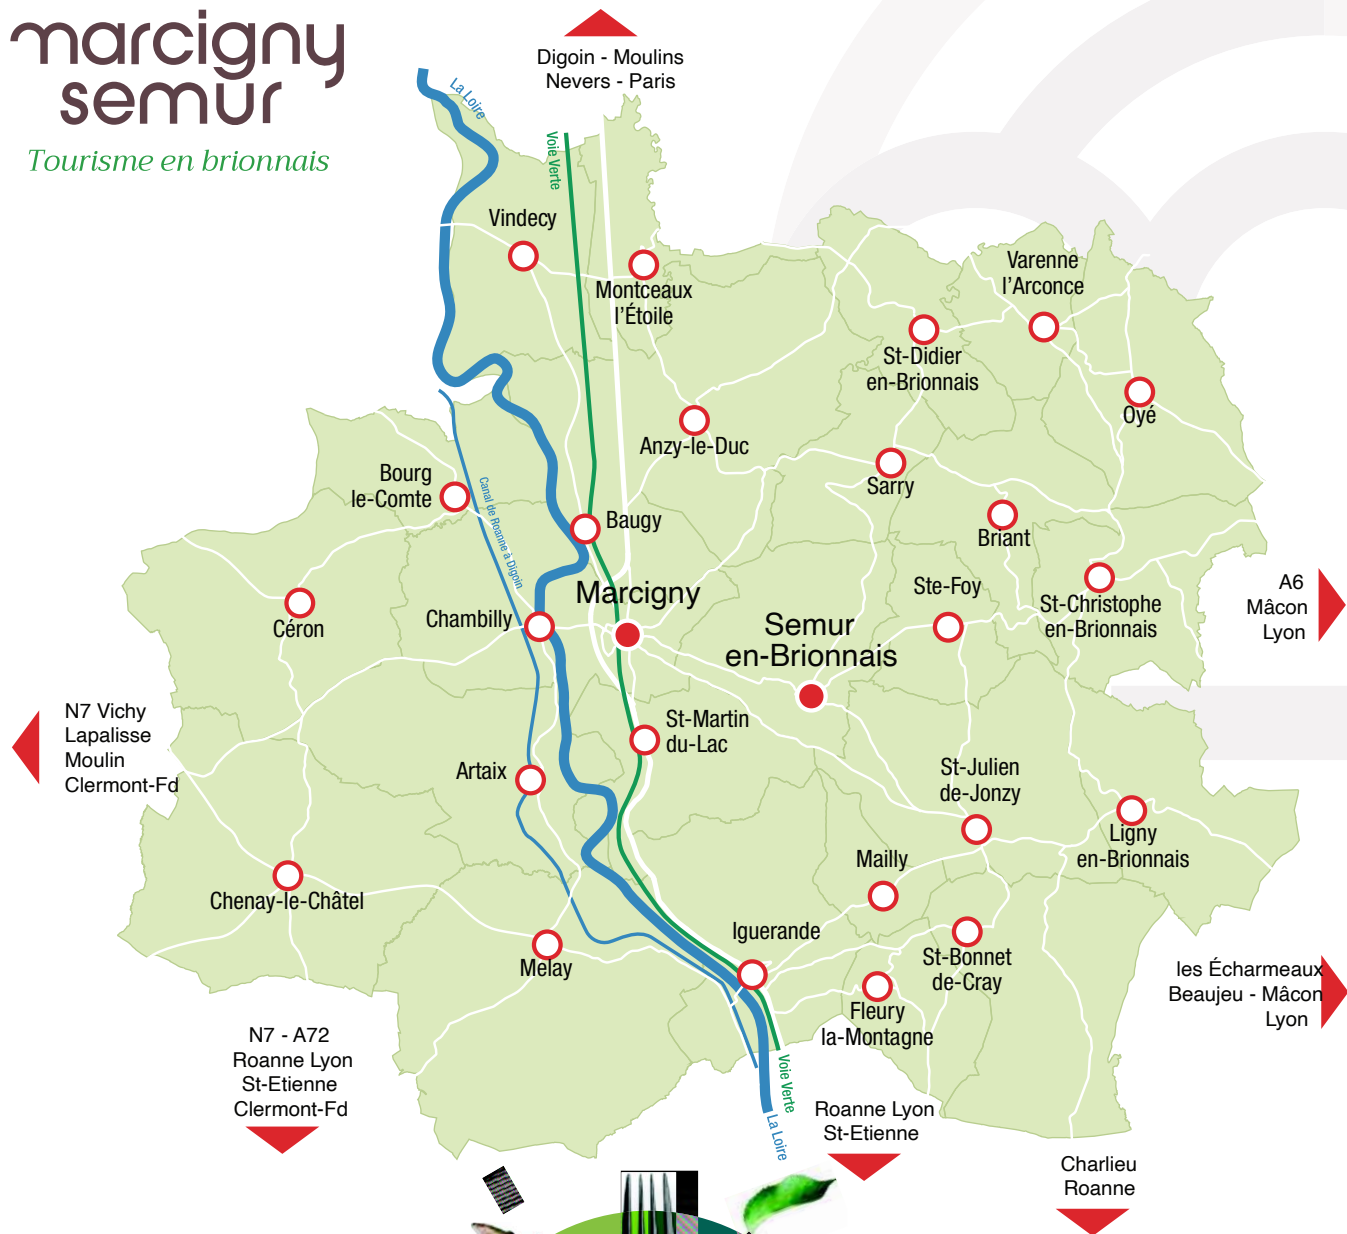 marcigny
semur
Tourisme en brionnais
Digoin - Moulins
Nevers - Paris
La Loire
Voie Verte
Vindecy
Montceaux
l'Étoile
Varenne
l'Arconce
St-Didier
en-Brionnais
Oyé
Anzy-le-Duc
Bourg
le-Comte
Canal de Roanne à Digoin
Sarry
Baugy
Briant
Marcigny
Ste-Foy
St-Christophe
en-Brionnais
A6
Mâcon
Lyon
Céron
Chambilly
Semur
en-Brionnais
N7 Vichy
Lapalisse
Moulin
Clermont-Fd
St-Martin
du-Lac
Artaix
St-Julien
de-Jonzy
Ligny
en-Brionnais
Mailly
Chenay-le-Châtel
Iguerande
Melay
St-Bonnet
de-Cray
les Écharmeaux
Beaujeu - Mâcon
Lyon
Fleury
la-Montagne
N7 - A72
Roanne Lyon
St-Etienne
Clermont-Fd
Voie Verte
La Loire
Roanne Lyon
St-Etienne
Charlieu
Roanne